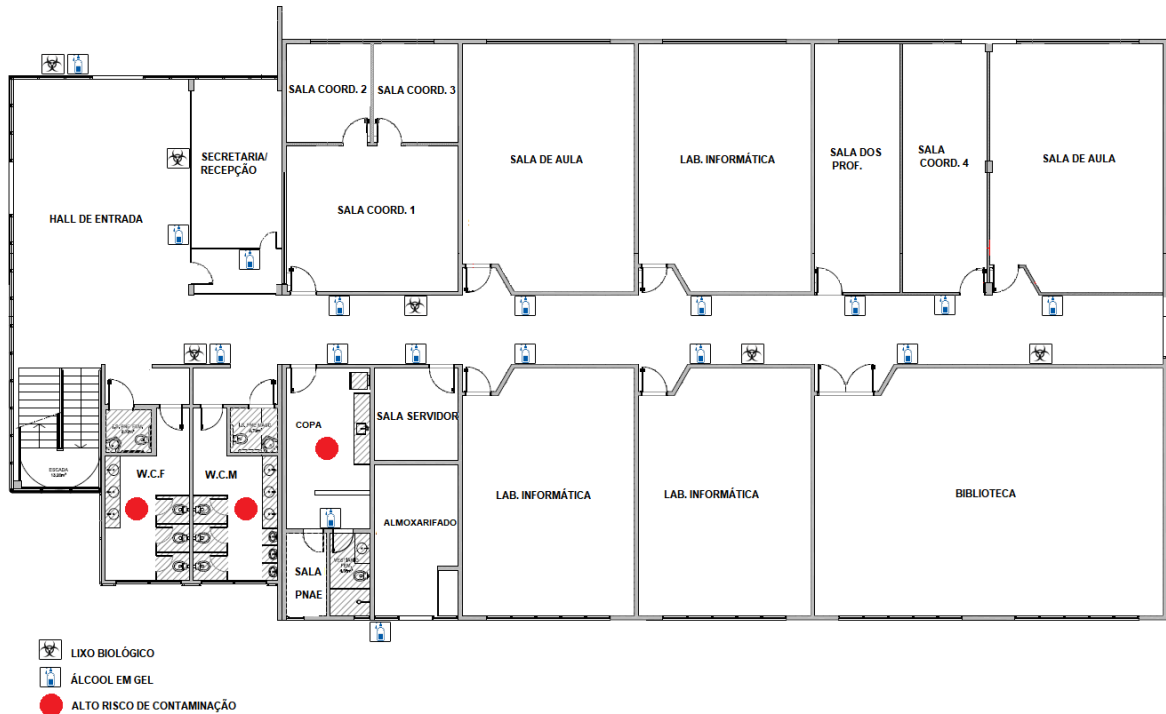 SALA COORD. 2
SALA COORD. 3
SECRETARIA/
RECEPÇÃO
SALA DE AULA
LAB. INFORMÁTICA
SALA DOS
PROF.
SALA
COORD. 4
SALA DE AULA
HALL DE ENTRADA
SALA COORD. 1
COPA
SALA SERVIDOR
W.C.F
W.C.M
ESCADA
LAB. INFORMÁTICA
LAB. INFORMÁTICA
BIBLIOTECA
ALMOXARIFADO
SALA
PNAE
LIXO BIOLÓGICO
ÁLCOOL EM GEL
ALTO RISCO DE CONTAMINAÇÃO